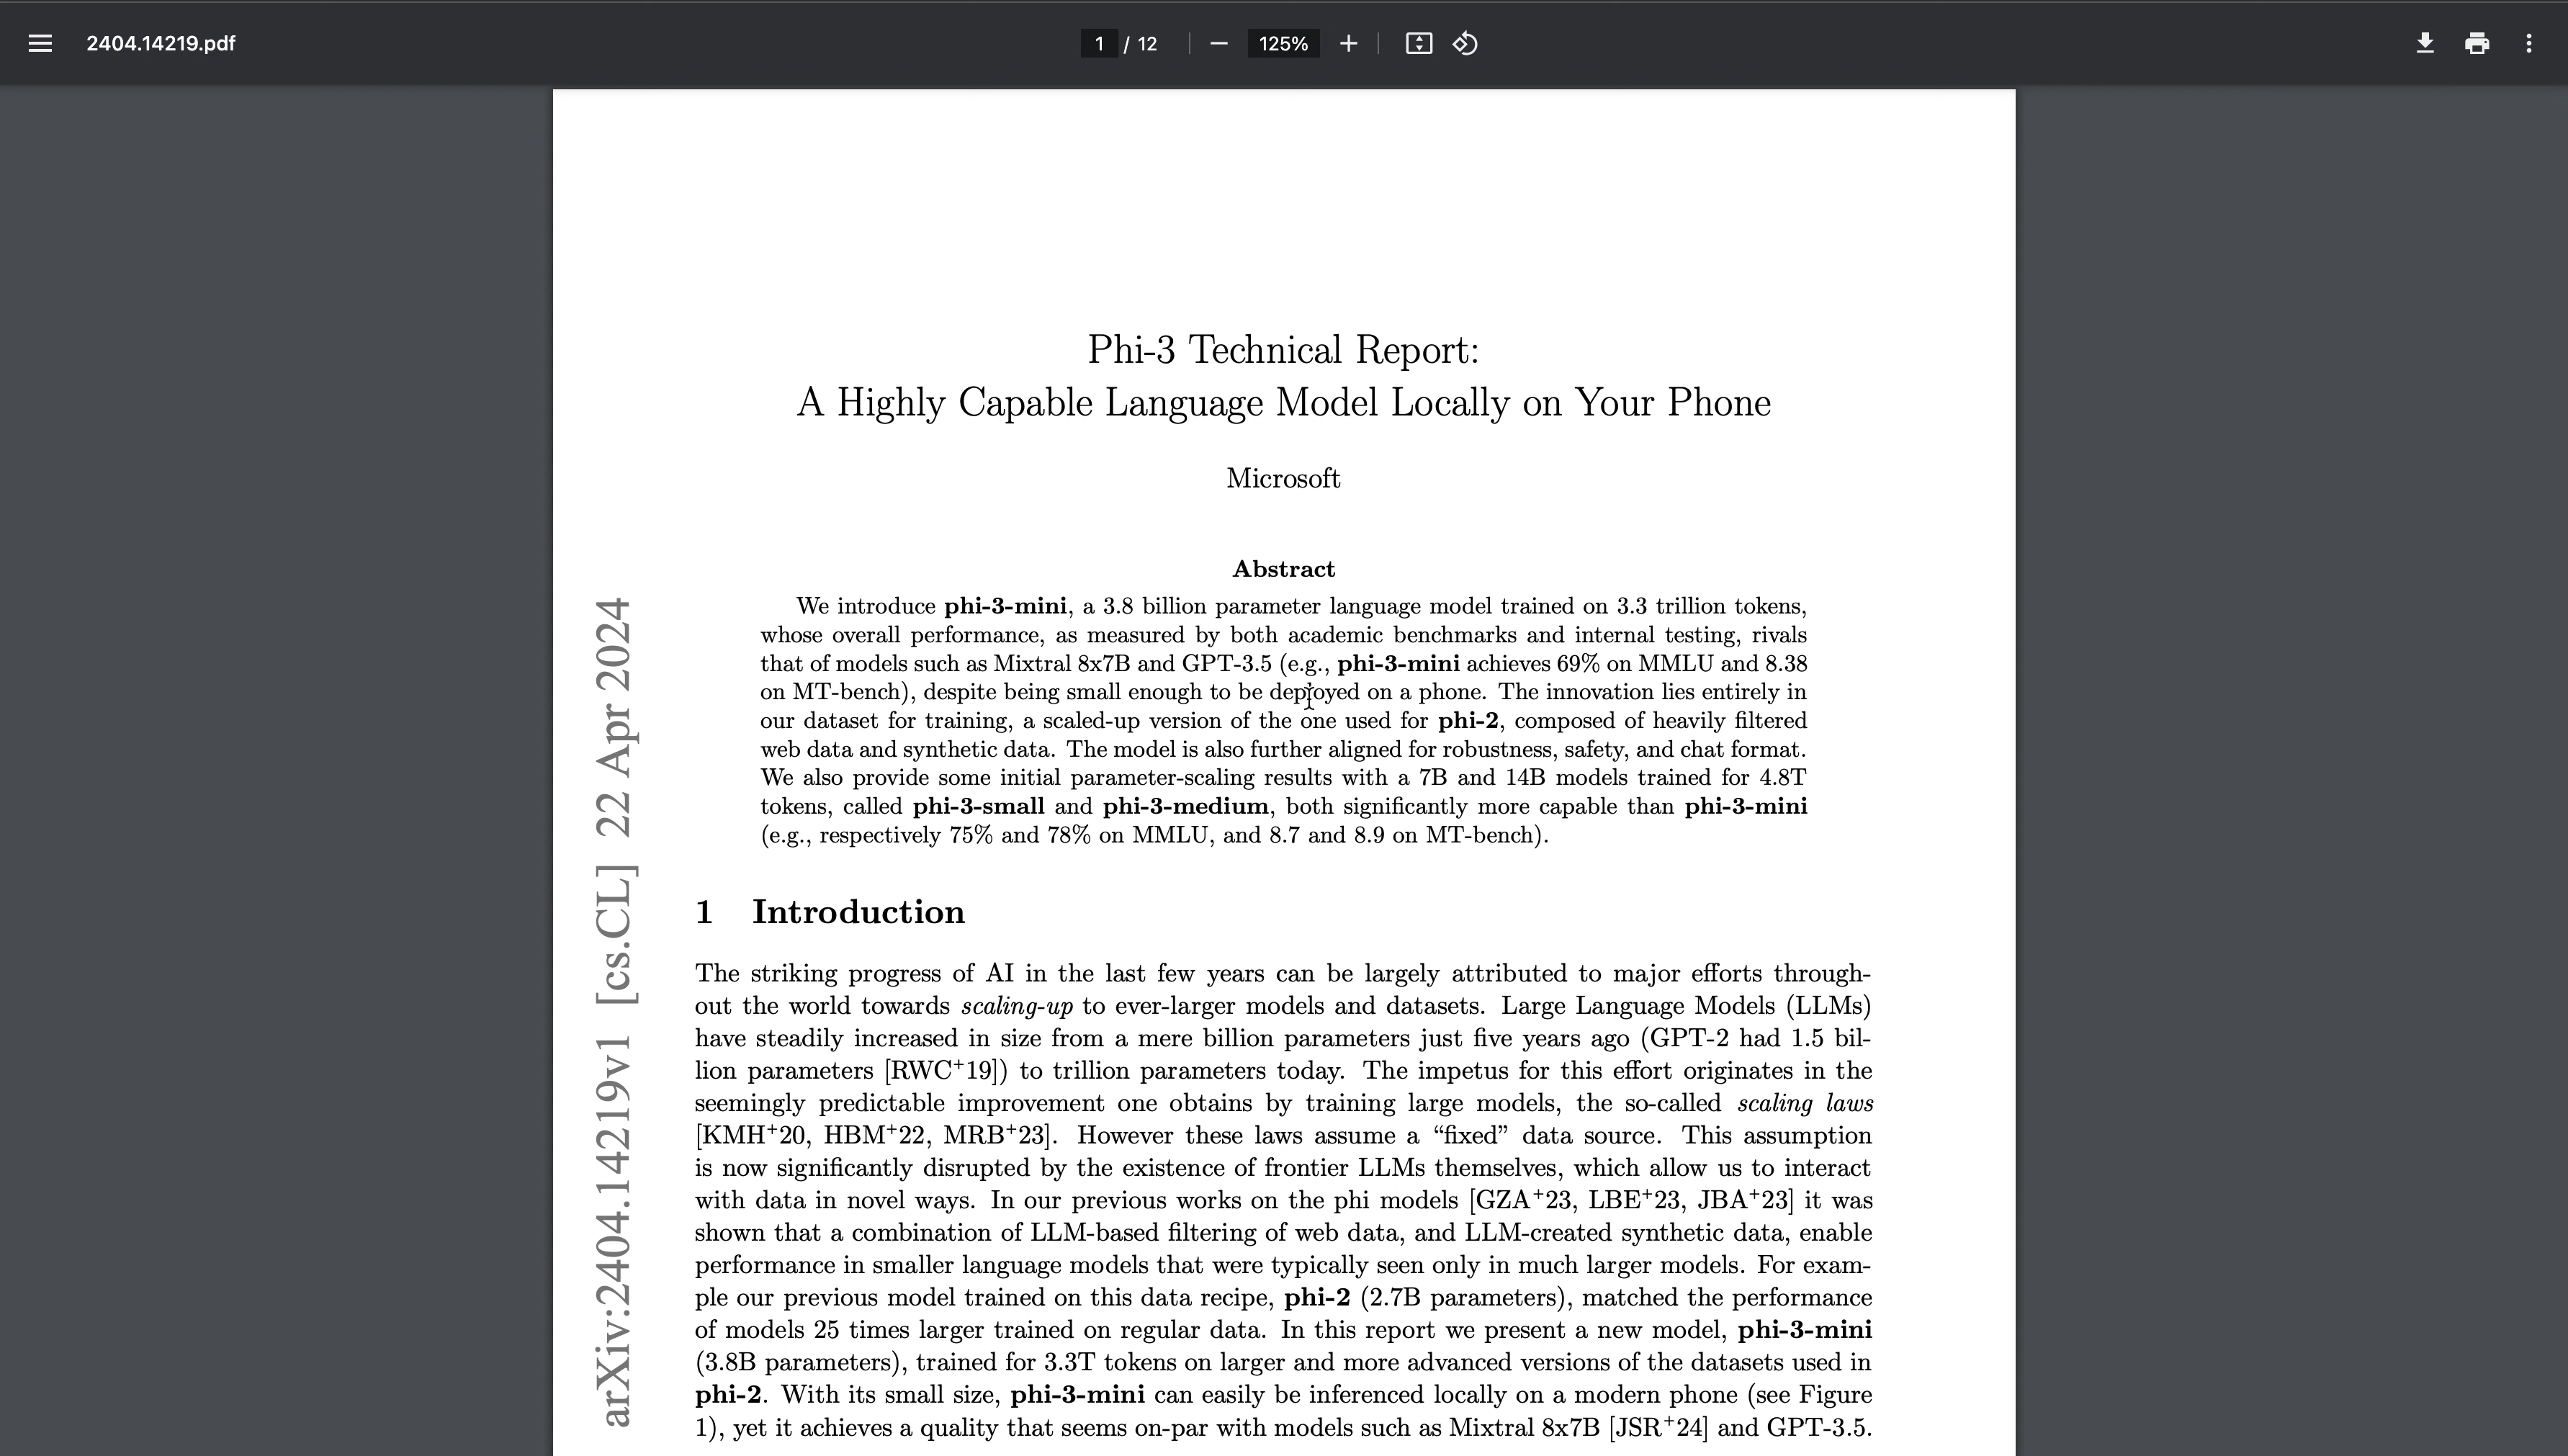 2404.14219.pdf
1 / 12
125%
Phi-3 Technical Report:
A Highly Capable Language Model Locally on Your Phone
Microsoft
Abstract
We introduce phi-3-mini, a 3.8 billion parameter language model trained on 3.3 trillion tokens,
whose overall performance, as measured by both academic benchmarks and internal testing, rivals
that of models such as Mixtral 8x7B and GPT-3.5 (e.g., phi-3-mini achieves 69% on MMLU and 8.38
on MT-bench), despite being small enough to be deployed on a phone. The innovation lies entirely in
our dataset for training, a scaled-up version of the one used for phi-2, composed of heavily filtered
web data and synthetic data. The model is also further aligned for robustness, safety, and chat format.
We also provide some initial parameter-scaling results with a 7B and 14B models trained for 4.8T
tokens, called phi-3-small and phi-3-medium, both significantly more capable than phi-3-mini
(e.g., respectively 75% and 78% on MMLU, and 8.7 and 8.9 on MT-bench).
1 Introduction
The striking progress of AI in the last few years can be largely attributed to major efforts through-
out the world towards scaling-up to ever-larger models and datasets. Large Language Models (LLMs)
have steadily increased in size from a mere billion parameters just five years ago (GPT-2 had 1.5 bil-
lion parameters [RWC+19]) to trillion parameters today. The impetus for this effort originates in the
seemingly predictable improvement one obtains by training large models, the so-called scaling laws
[KMH+20, HBM+22, MRB+23]. However these laws assume a “fixed” data source. This assumption
is now significantly disrupted by the existence of frontier LLMs themselves, which allow us to interact
with data in novel ways. In our previous works on the phi models [GZA+23, LBE+23, JBA+23] it was
shown that a combination of LLM-based filtering of web data, and LLM-created synthetic data, enable
performance in smaller language models that were typically seen only in much larger models. For exam-
ple our previous model trained on this data recipe, phi-2 (2.7B parameters), matched the performance
of models 25 times larger trained on regular data. In this report we present a new model, phi-3-mini
(3.8B parameters), trained for 3.3T tokens on larger and more advanced versions of the datasets used in
phi-2. With its small size, phi-3-mini can easily be inferenced locally on a modern phone (see Figure
1), yet it achieves a quality that seems on-par with models such as Mixtral 8x7B [JSR+24] and GPT-3.5.
arXiv:2404.14219v1 [cs.CL] 22 Apr 2024